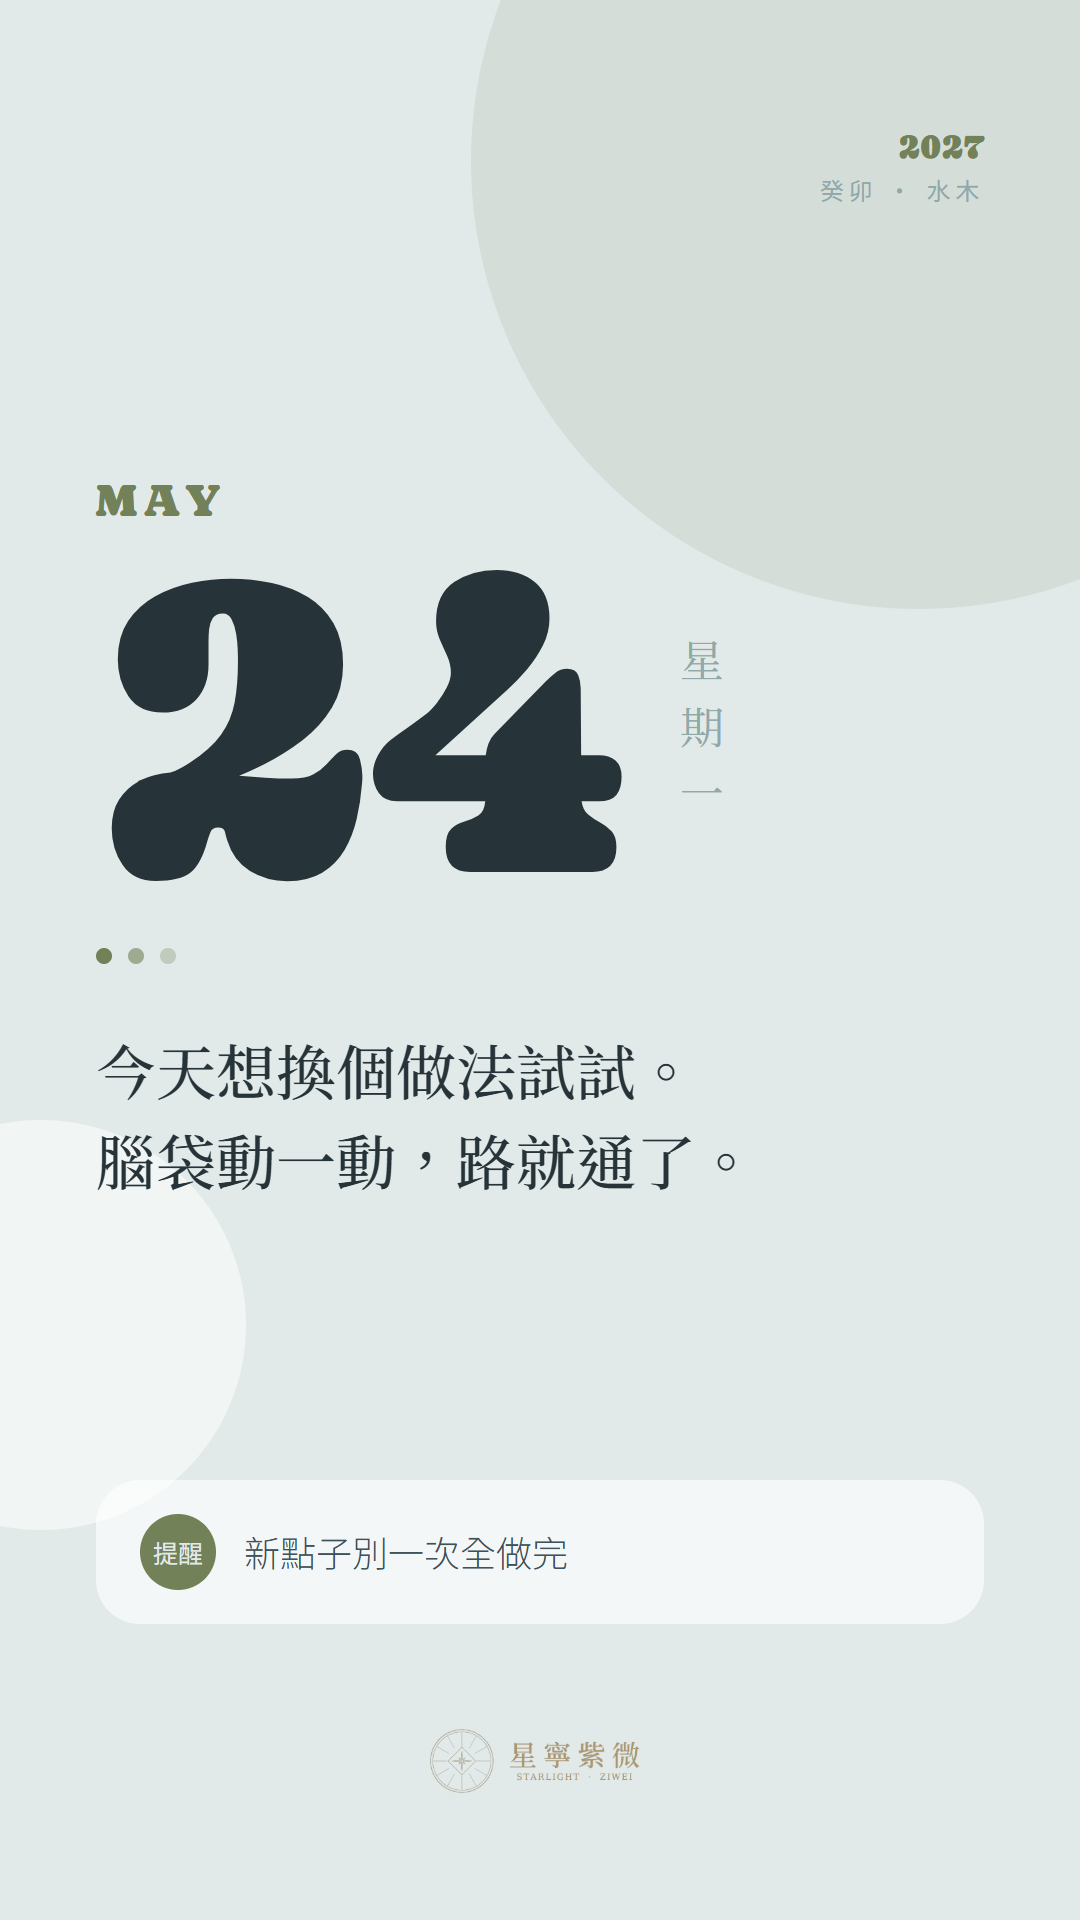 2027
癸卯 · 水木
MAY
24
星期一
今天想換個做法試試。
腦袋動一動，路就通了。
提醒
新點子別一次全做完
星寧紫微
STARLIGHT · ZIWEI